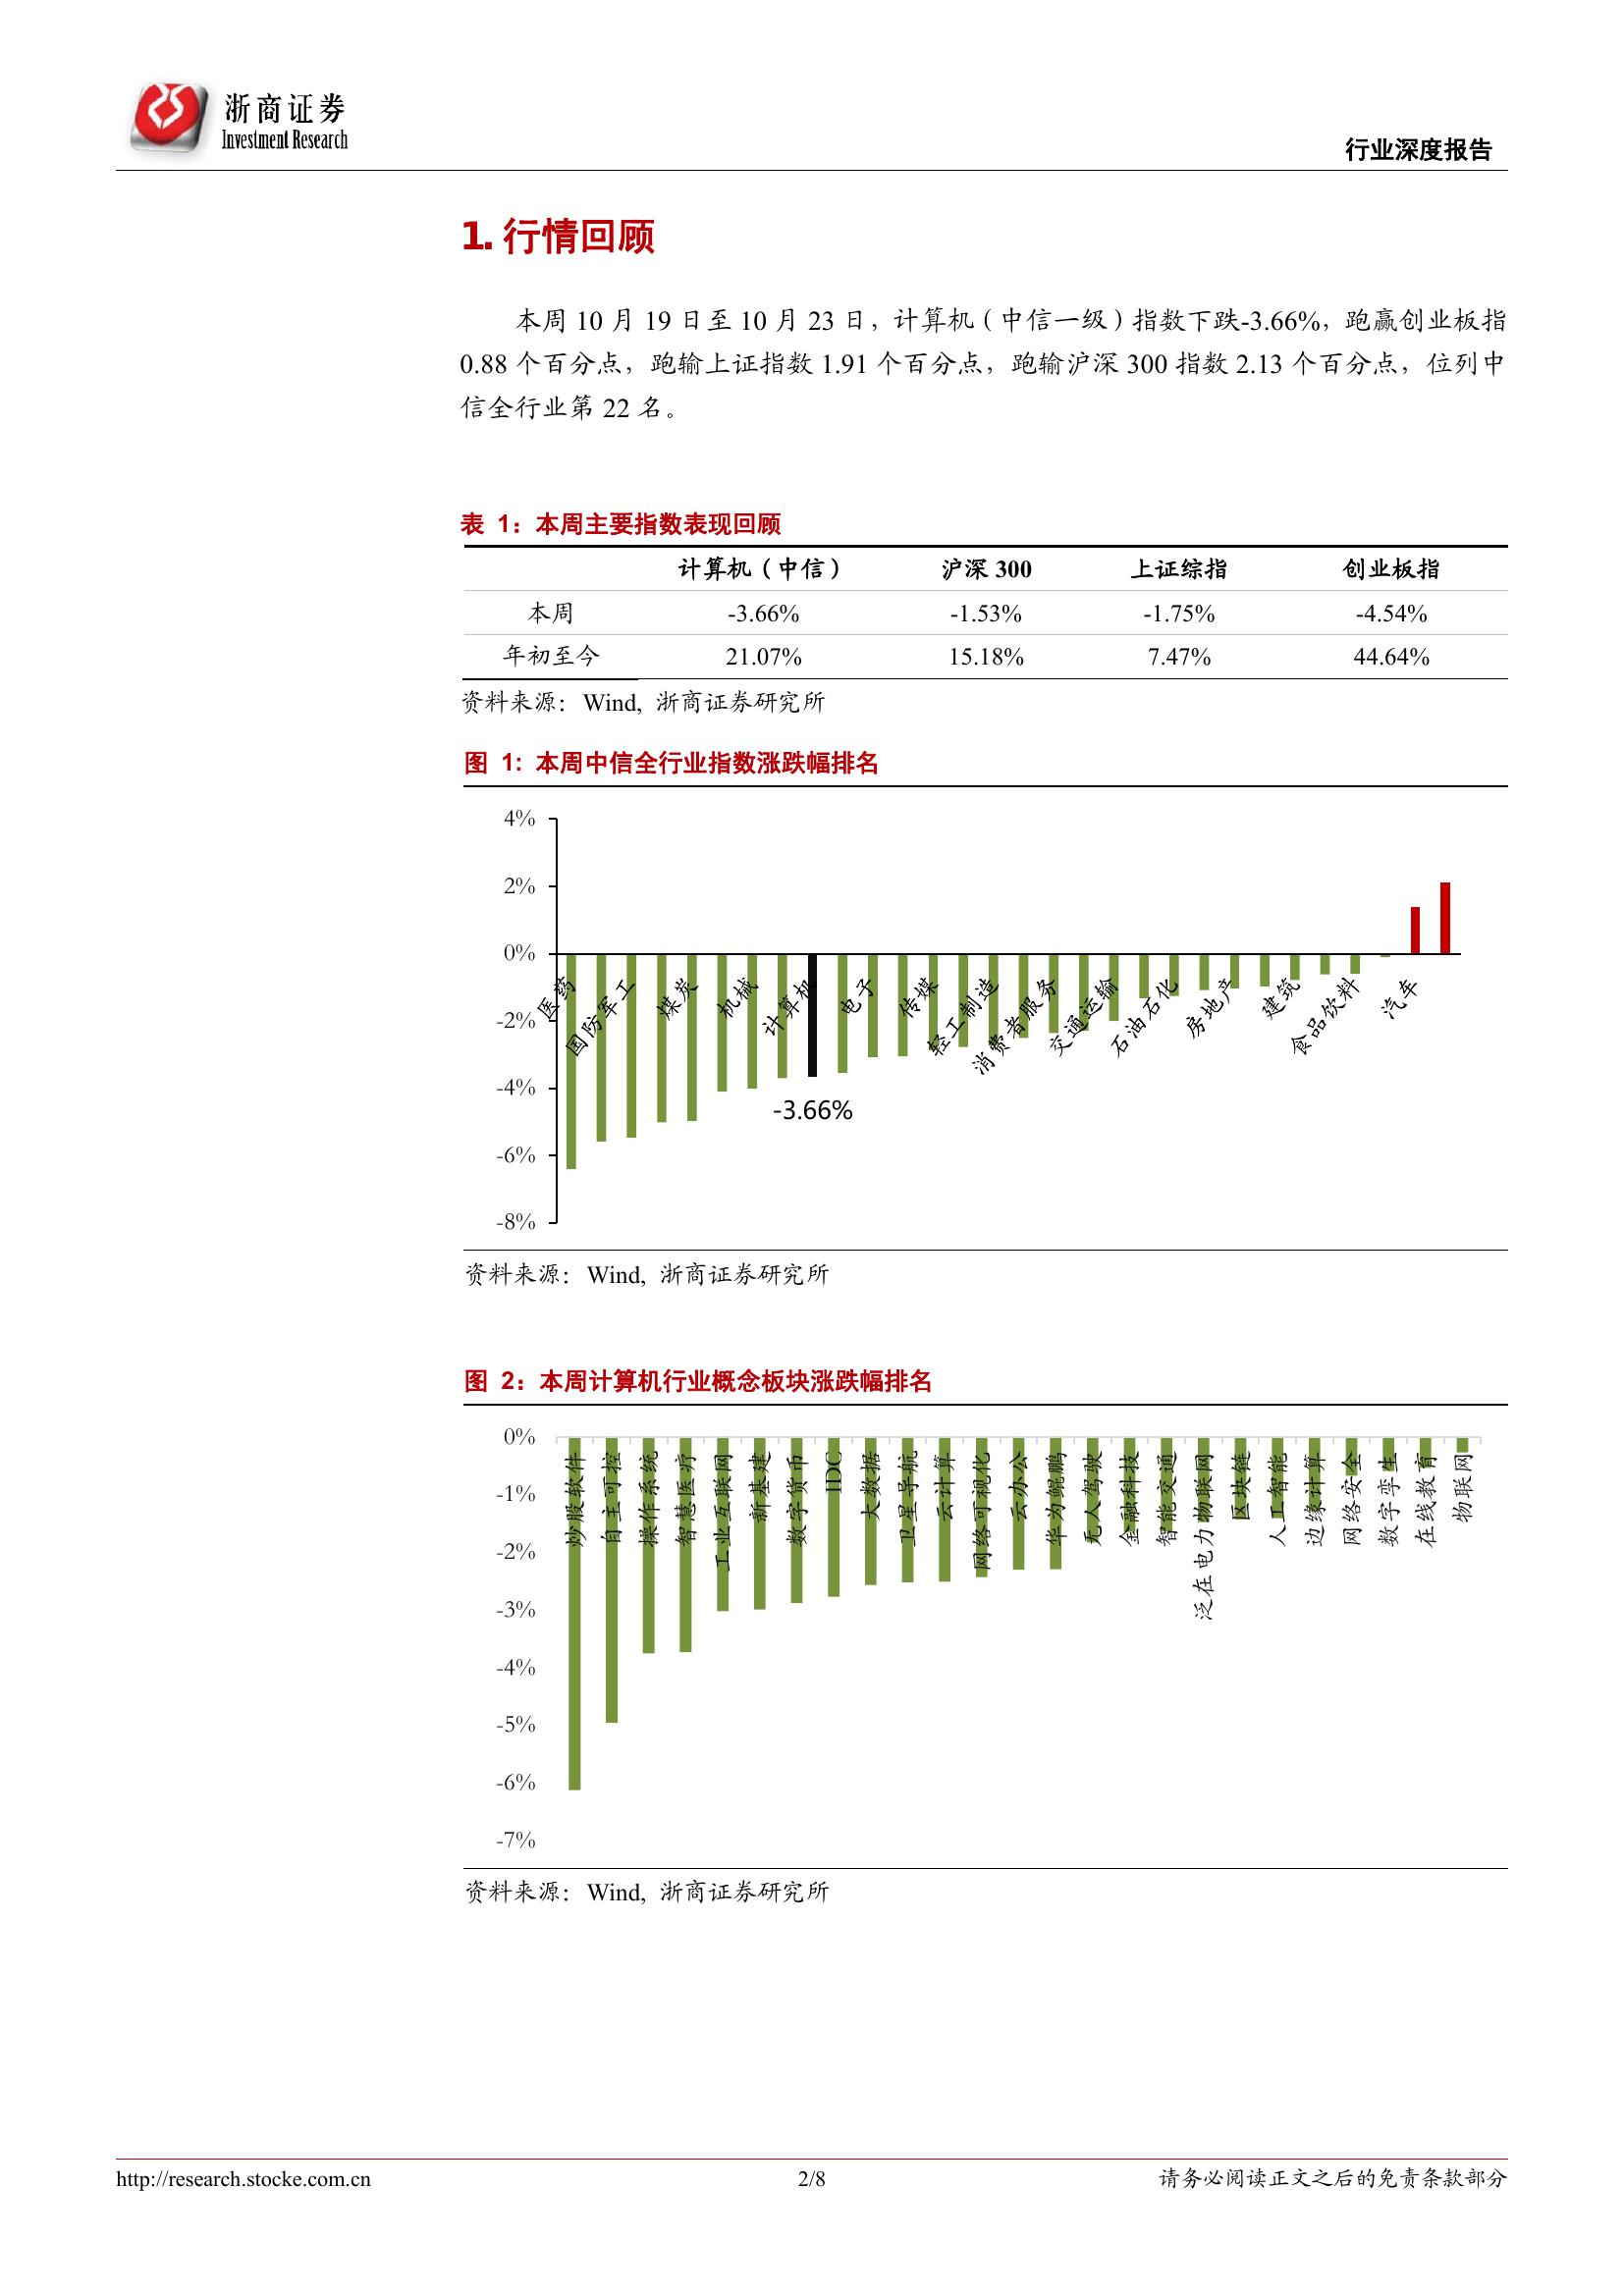 浙商证券
Investment Research
行业深度报告
1. 行情回顾
本周 10 月 19 日至 10 月 23 日，计算机（中信一级）指数下跌-3.66%，跑赢创业板指
0.88 个百分点，跑输上证指数 1.91 个百分点，跑输沪深 300 指数 2.13 个百分点，位列中
信全行业第 22 名。
表 1：本周主要指数表现回顾
计算机（中信） 沪深 300 上证综指 创业板指
本周 -3.66% -1.53% -1.75% -4.54%
年初至今 21.07% 15.18% 7.47% 44.64%
资料来源：Wind, 浙商证券研究所
图 1: 本周中信全行业指数涨跌幅排名
4%
2%
0%
-2%
-4%
-6%
-8%
医药
国防军工
煤炭
机械
计算机
电子
传媒
轻工制造
消费者服务
交通运输
石油石化
房地产
建筑
食品饮料
汽车
-3.66%
资料来源：Wind, 浙商证券研究所
图 2：本周计算机行业概念板块涨跌幅排名
0%
-1%
-2%
-3%
-4%
-5%
-6%
-7%
炒股软件
自主可控
操作系统
智慧医疗
工业互联网
新基建
数字货币
IDC
大数据
卫星导航
云计算
网络可视化
云办公
华为鲲鹏
无人驾驶
金融科技
智能交通
泛在电力物联网
区块链
人工智能
边缘计算
网络安全
数字孪生
在线教育
物联网
资料来源：Wind, 浙商证券研究所
http://research.stocke.com.cn 2/8 请务必阅读正文之后的免责条款部分